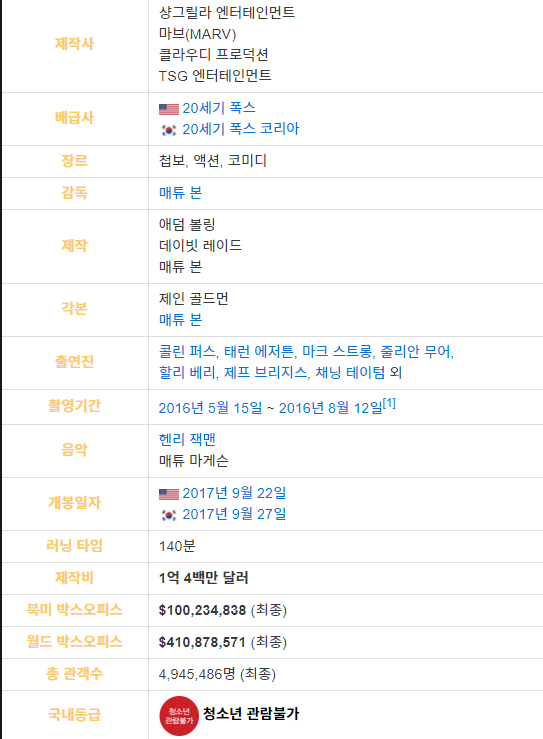 제작사
샹그릴라 엔터테인먼트
마브(MARV)
클라우디 프로덕션
TSG 엔터테인먼트
배급사
20세기 폭스
20세기 폭스 코리아
장르
첩보, 액션, 코미디
감독
매튜 본
제작
애덤 볼링
데이빗 레이드
매튜 본
각본
제인 골드먼
매튜 본
출연진
콜린 퍼스, 태런 에저튼, 마크 스트롱, 줄리안 무어,
할리 베리, 제프 브리지스, 채닝 테이텀 외
촬영기간
2016년 5월 15일 ~ 2016년 8월 12일[1]
음악
헨리 잭맨
매튜 마게슨
개봉일자
2017년 9월 22일
2017년 9월 27일
러닝 타임
140분
제작비
1억 4백만 달러
북미 박스오피스
$100,234,838 (최종)
월드 박스오피스
$410,878,571 (최종)
총 관객수
4,945,486명 (최종)
국내등급
청소년
관람불가
청소년 관람불가